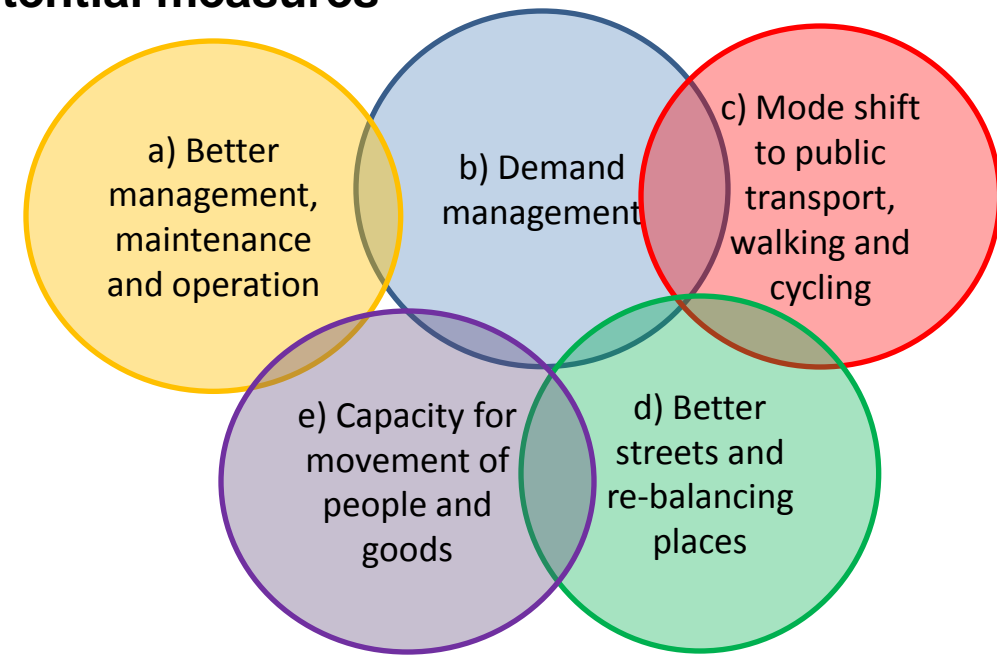 measures
a) Better
management,
maintenance
and operation
b) Demand
management
c) Mode shift
to public
transport,
walking and
cycling
d) Better
streets and
re-balancing
places
e) Capacity for
movement of
people and
goods